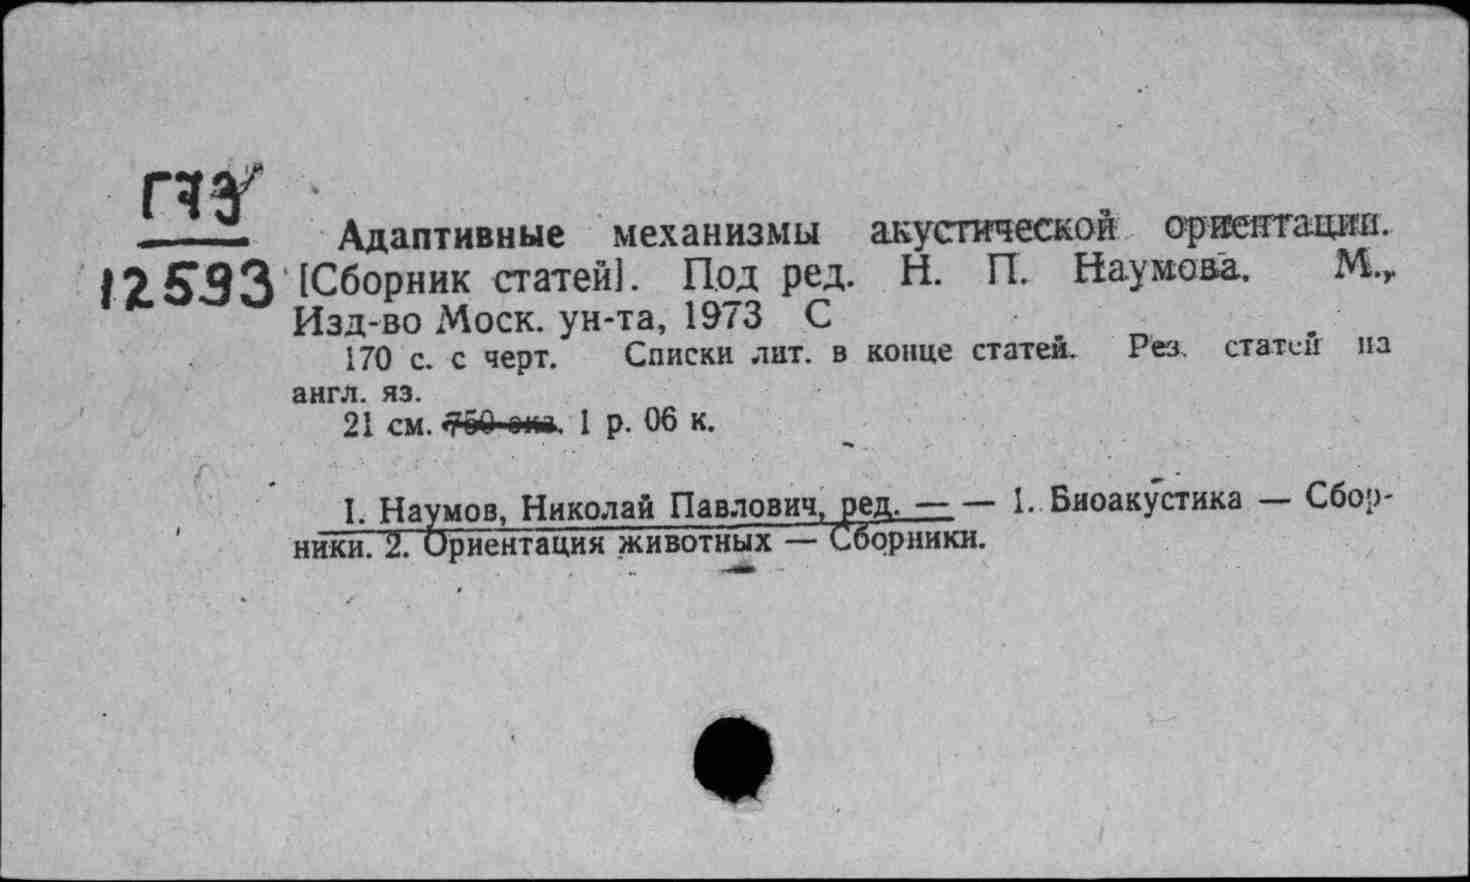 Адаптивные механизмы акустической ориентации.
12593 [Сборник статей]. Под ред. Н. П. Наумова. М.,
Изд-во Моск. ун-та, 1973 С
170 с. с черт. Списки лит. в конце статей. Рез. статей на
англ. яз.
21 см. 750 экз. 1 р. 06 к.
I. Наумов, Николай Павлович, ред. — — 1. Биоакустика — Сбор-
ники. 2. Ориентация животных — Сборники.